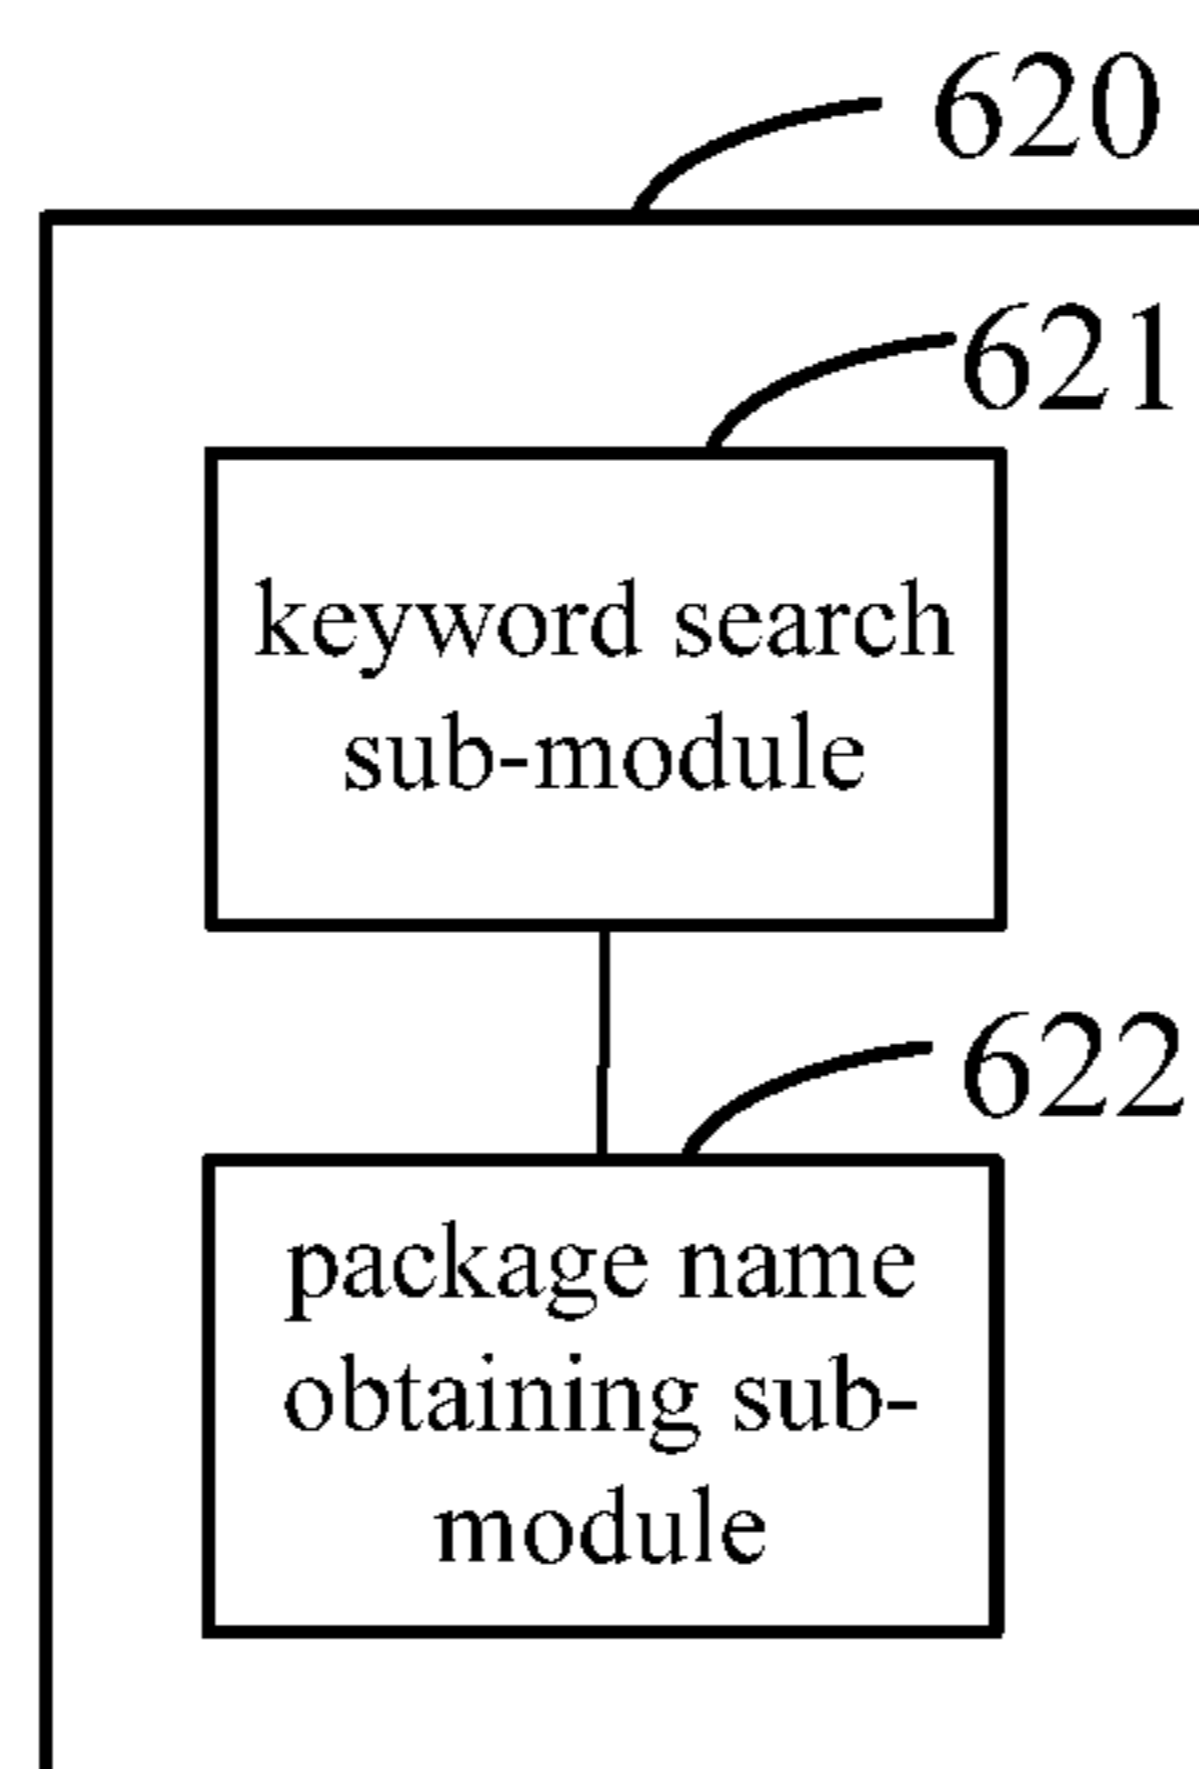 620
621
keyword search
sub-module
622
package name
obtaining sub-
module